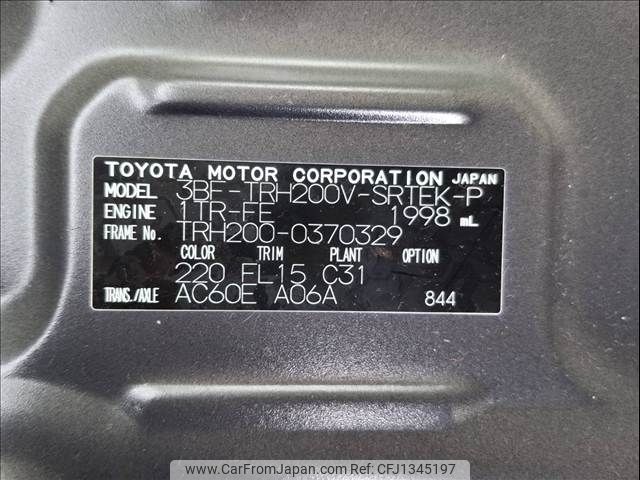 TOYOTA MOTOR CORPORATION JAPAN
MODEL 3BF-TRH200V-SRTEK-P
ENGINE 1TR-FE 1998 mL
FRAME No. TRH200-0370329
COLOR TRIM PLANT OPTION
220 FL15 C31
TRANS./AXLE AC60E A06A 844
www.CarFromJapan.com - CFJ1345197